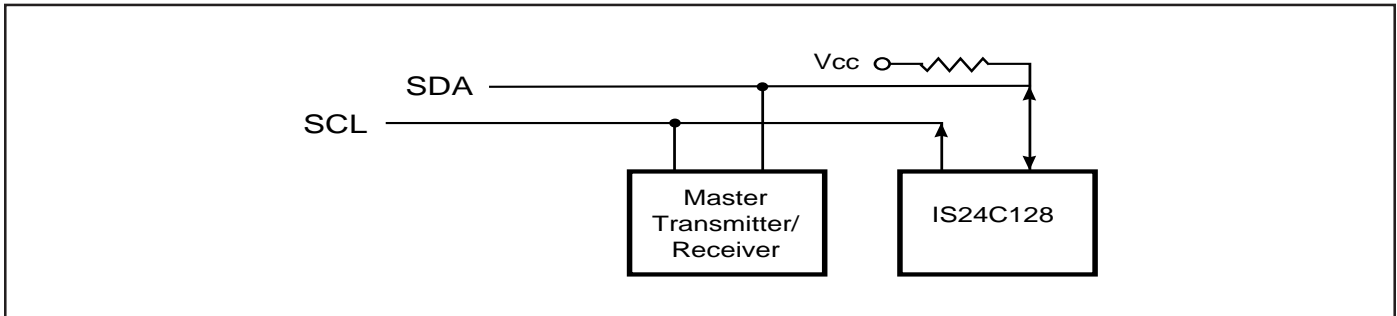 Vcc
SDA
SCL
Master
Transmitter/
Receiver
IS24C128